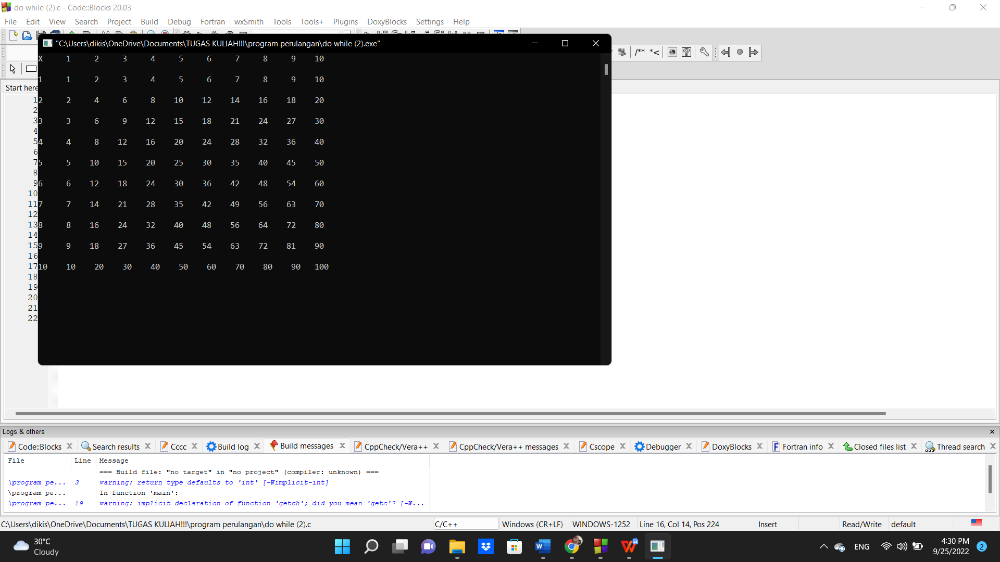 do while (2).c - Code::Blocks 20.03
File Edit View Search Project Build Debug Fortran wxSmith Tools Tools+ Plugins DoxyBlocks Settings Help
"C:\Users\dikis\OneDrive\Documents\TUGAS KULIAH!!!\program perulangan\do while (2).exe"
/** *<
X 1 2 3 4 5 6 7 8 9 10
1 1 2 3 4 5 6 7 8 9 10
2 2 4 6 8 10 12 14 16 18 20
3 3 6 9 12 15 18 21 24 27 30
4 4 8 12 16 20 24 28 32 36 40
5 5 10 15 20 25 30 35 40 45 50
6 6 12 18 24 30 36 42 48 54 60
7 7 14 21 28 35 42 49 56 63 70
8 8 16 24 32 40 48 56 64 72 80
9 9 18 27 36 45 54 63 72 81 90
10 10 20 30 40 50 60 70 80 90 100
Start here
1
2
3
4
5
6
7
8
9
10
11
12
13
14
15
16
17
18
19
20
21
22
Logs & others
Code::Blocks Search results Cccc Build log Build messages CppCheck/Vera++ CppCheck/Vera++ messages Cscope Debugger DoxyBlocks Fortran info Closed files list Thread search
File Line Message
=== Build file: "no target" in "no project" (compiler: unknown) ===
\program pe... 3 warning: return type defaults to 'int' [-Wimplicit-int]
\program pe... In function 'main':
\program pe... 19 warning: implicit declaration of function 'getch'; did you mean 'getc'? [-W...
C:\Users\dikis\OneDrive\Documents\TUGAS KULIAH!!!\program perulangan\do while (2).c C/C++ Windows (CR+LF) WINDOWS-1252 Line 16, Col 14, Pos 224 Insert Read/Write default
30°C
Cloudy
ENG
4:30 PM
9/25/2022
2